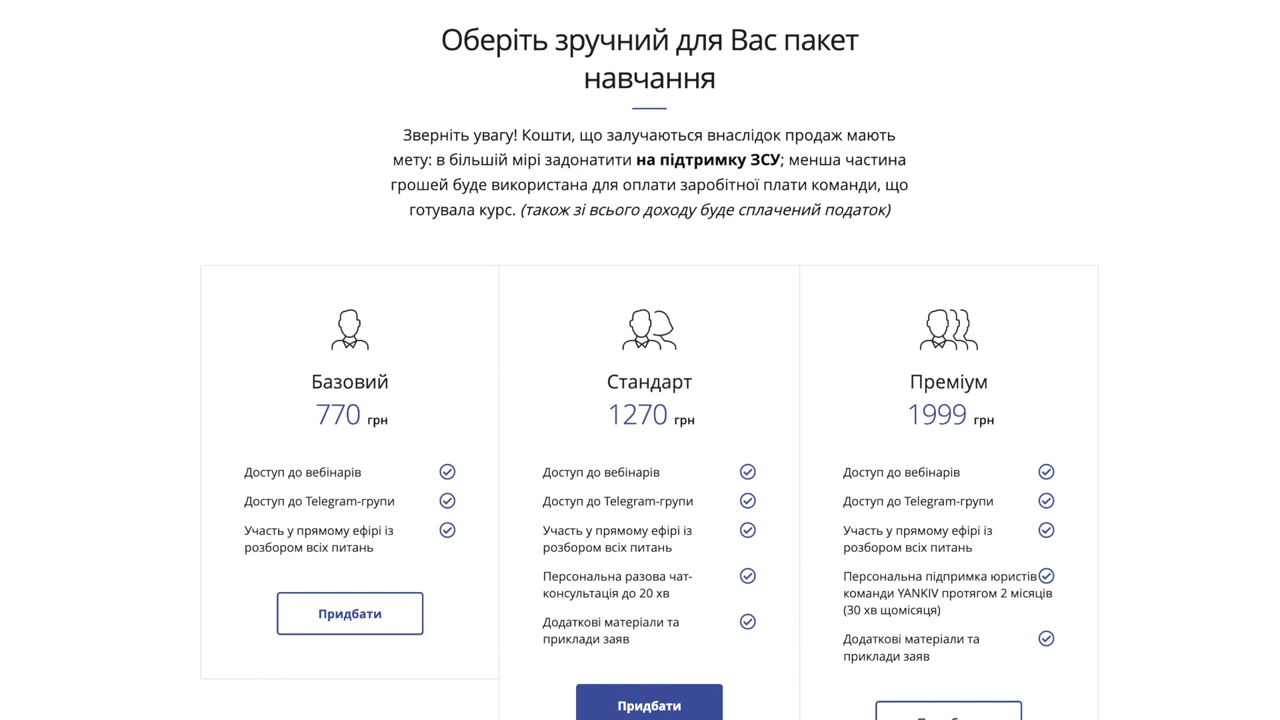 Оберіть зручний для Вас пакет
навчання
Зверніть увагу! Кошти, що залучаються внаслідок продаж мають
мету: в більшій мірі задонатити на підтримку ЗСУ; менша частина
грошей буде використана для оплати заробітної плати команди, що
готувала курс. (також зі всього доходу буде сплачений податок)
Базовий
770 грн
Доступ до вебінарів
Доступ до Telegram-групи
Участь у прямому ефірі із
розбором всіх питань
Придбати
Стандарт
1270 грн
Доступ до вебінарів
Доступ до Telegram-групи
Участь у прямому ефірі із
розбором всіх питань
Персональна разова чат-
консультація до 20 хв
Додаткові матеріали та
приклади заяв
Придбати
Преміум
1999 грн
Доступ до вебінарів
Доступ до Telegram-групи
Участь у прямому ефірі із
розбором всіх питань
Персональна підпримка юристів
команди YANKIV протягом 2 місяців
(30 хв щомісяця)
Додаткові матеріали та
приклади заяв